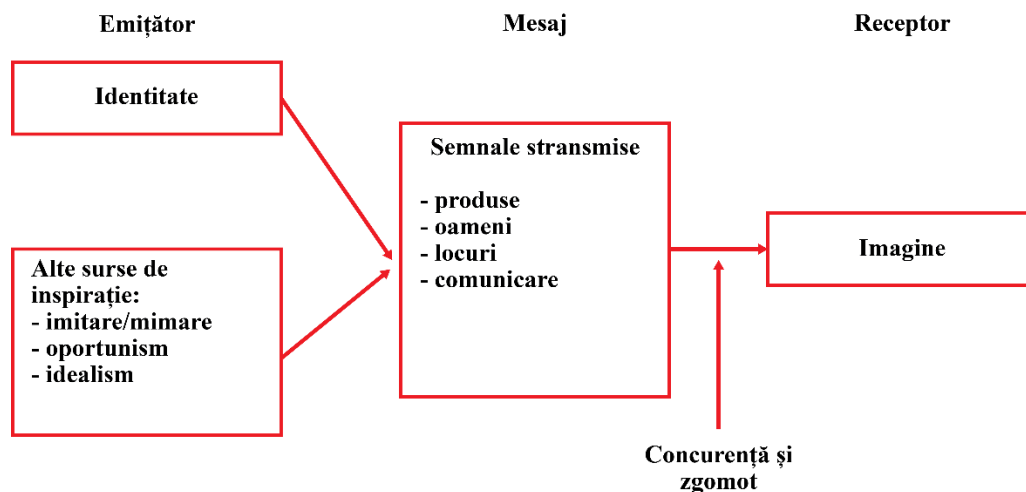 Emițător
Mesaj
Receptor
Identitate
Alte surse de
inspirație:
- imitare/mimare
- oportunism
- idealism
Semnale stransmise
- produse
- oameni
- locuri
- comunicare
Imagine
Concurență și
zgomot